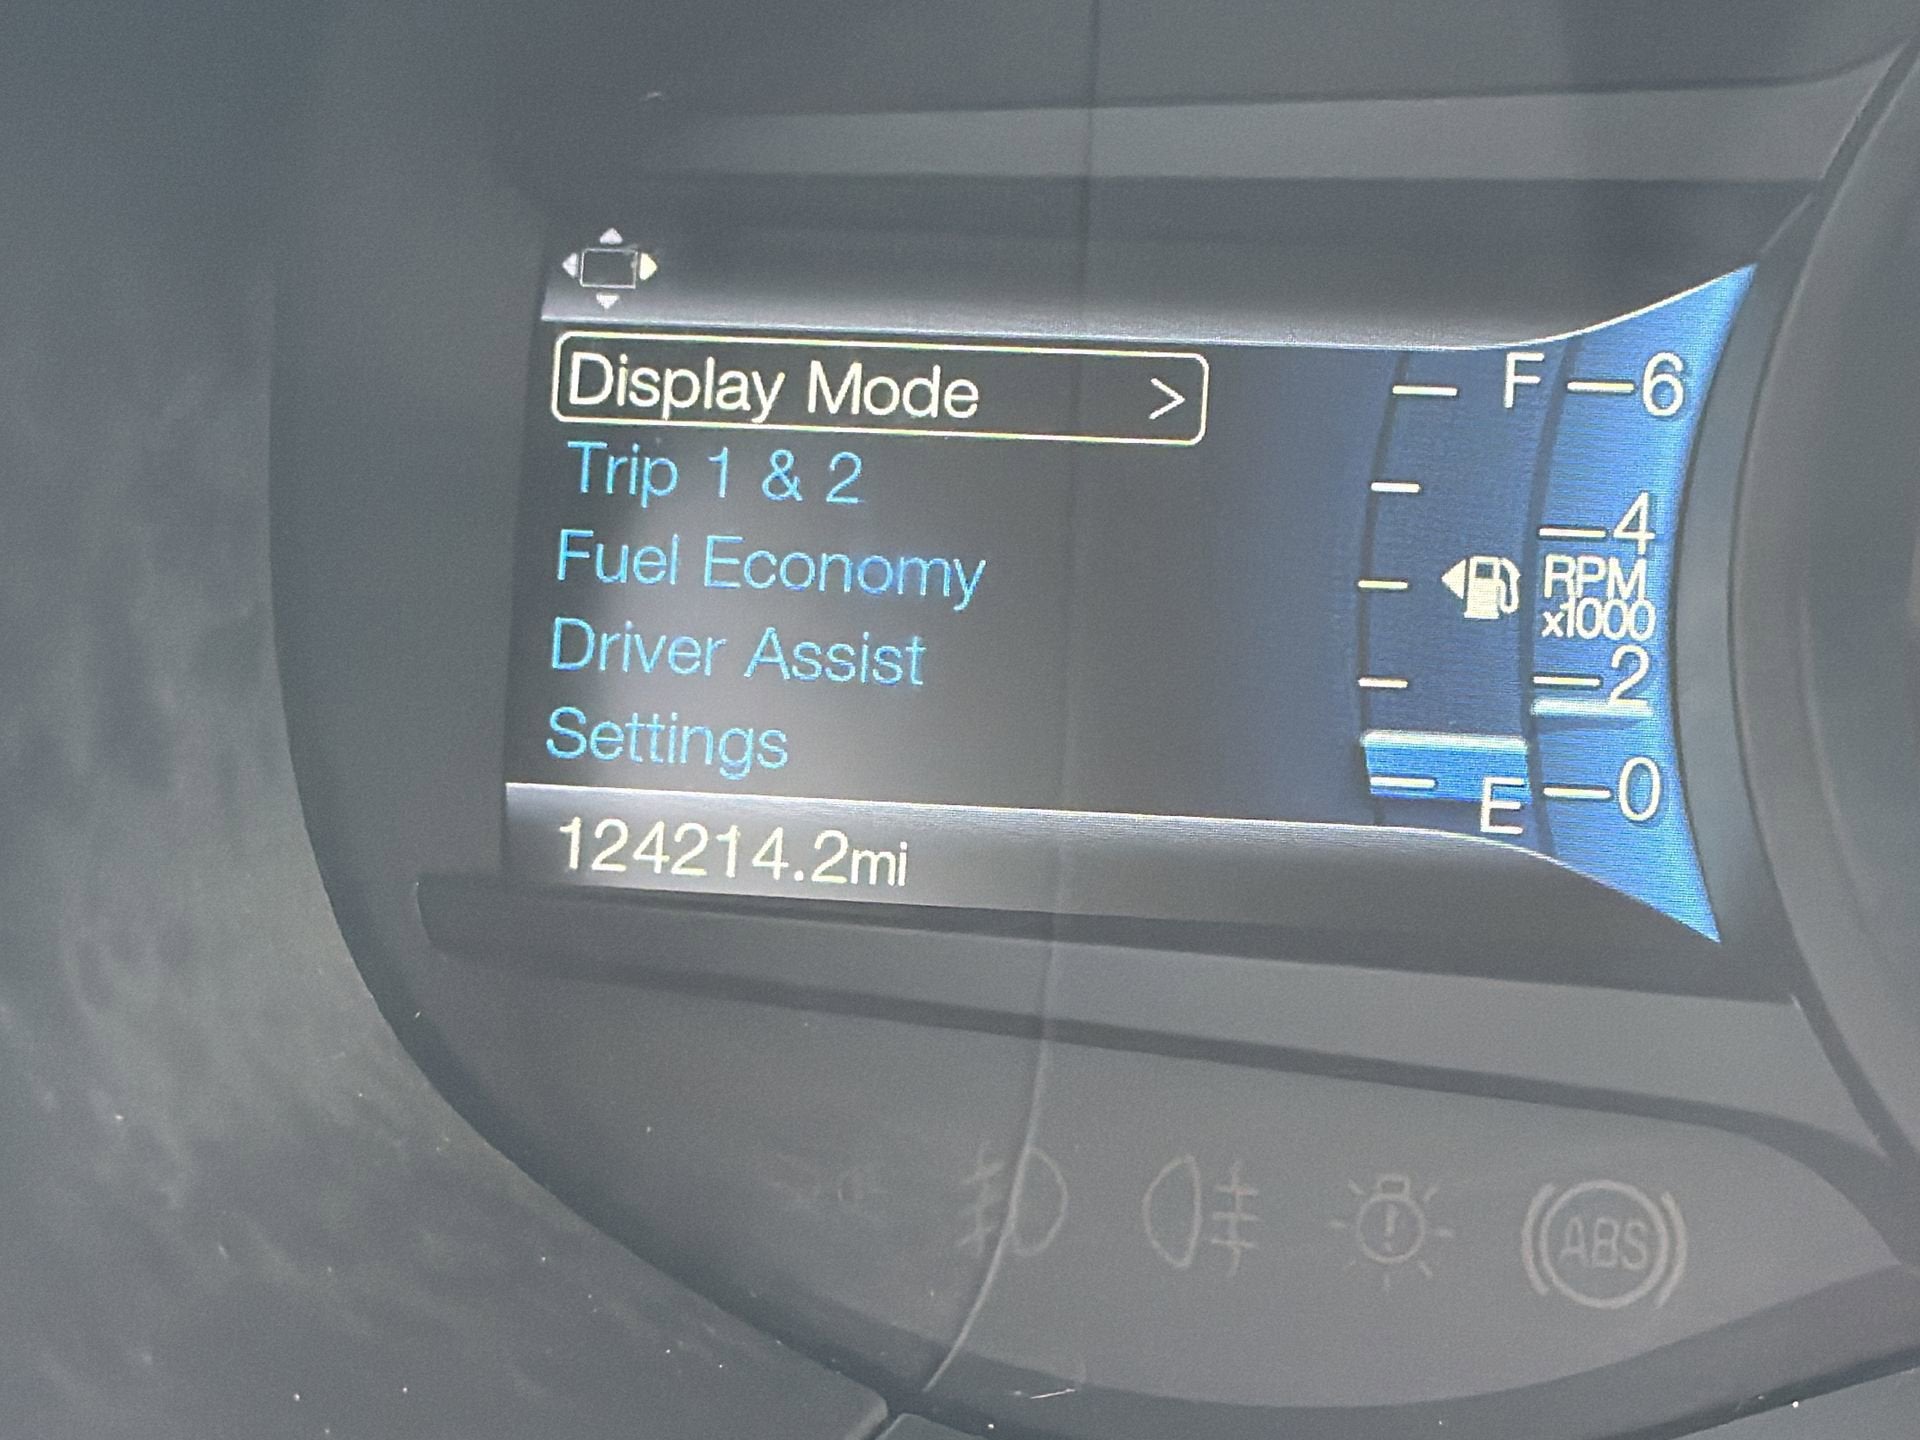 Display Mode >
Trip 1 & 2
Fuel Economy
Driver Assist
Settings
124214.2mi
F
E
6
4
RPM
x1000
2
0
ABS